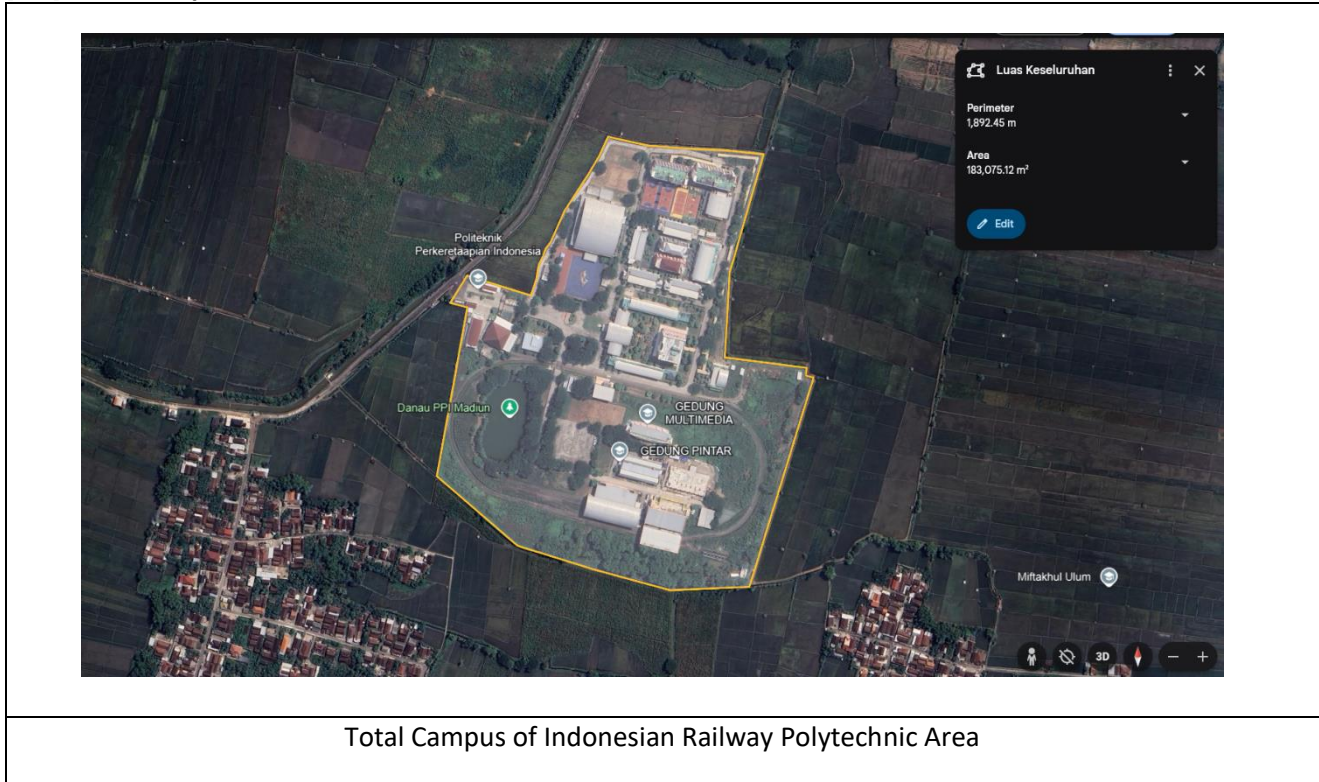 Luas Keseluruhan
Perimeter
1,892.45 m
Area
183,075.12 m²
Edit
Politeknik
Perkeretaapian Indonesia
Danau PPI Madiun
GEDUNG
MULTIMEDIA
GEDUNG PINTAR
Miftakhul Ulum
3D
Total Campus of Indonesian Railway Polytechnic Area